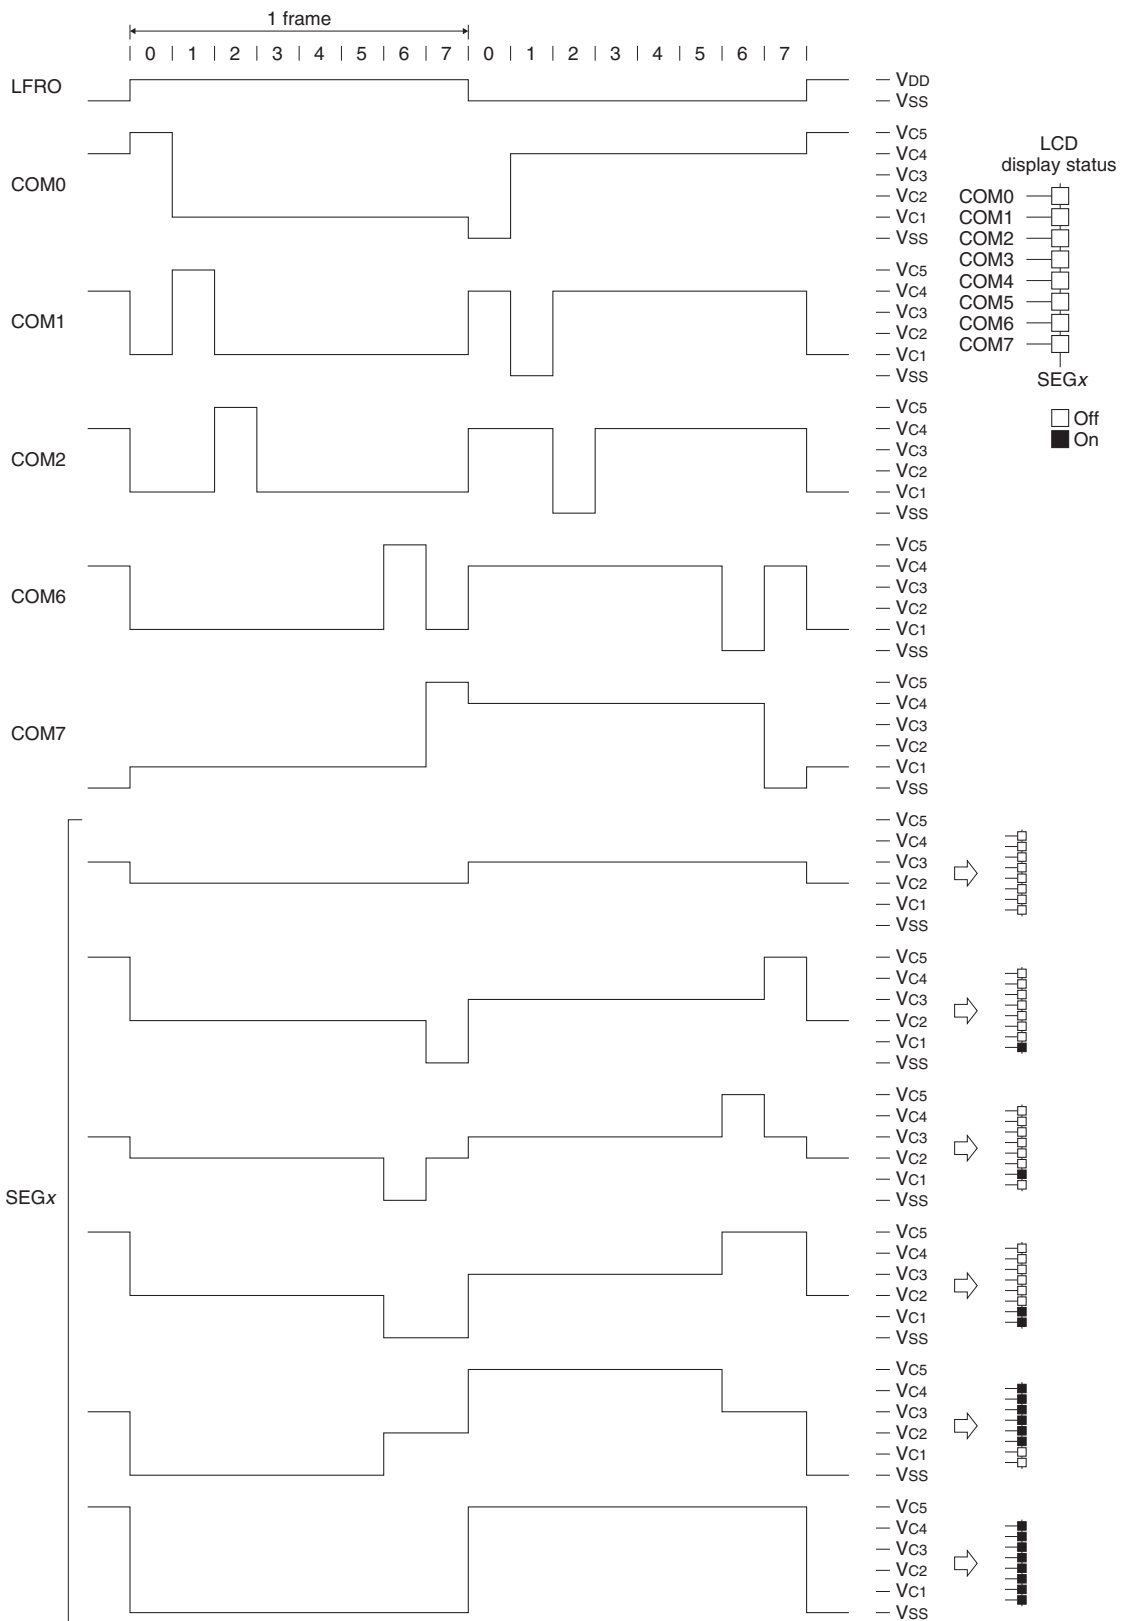 1 frame
0 1 2 3 4 5 6 7 0 1 2 3 4 5 6 7
LFRO
VDD
VSS
COM0
VC5
VC4
VC3
VC2
VC1
VSS
LCD
display status
COM0
COM1
COM2
COM3
COM4
COM5
COM6
COM7
SEGx
Off
On
COM1
VC5
VC4
VC3
VC2
VC1
VSS
COM2
VC5
VC4
VC3
VC2
VC1
VSS
COM6
VC5
VC4
VC3
VC2
VC1
VSS
COM7
VC5
VC4
VC3
VC2
VC1
VSS
SEGx
VC5
VC4
VC3
VC2
VC1
VSS
VC5
VC4
VC3
VC2
VC1
VSS
VC5
VC4
VC3
VC2
VC1
VSS
VC5
VC4
VC3
VC2
VC1
VSS
VC5
VC4
VC3
VC2
VC1
VSS
VC5
VC4
VC3
VC2
VC1
VSS